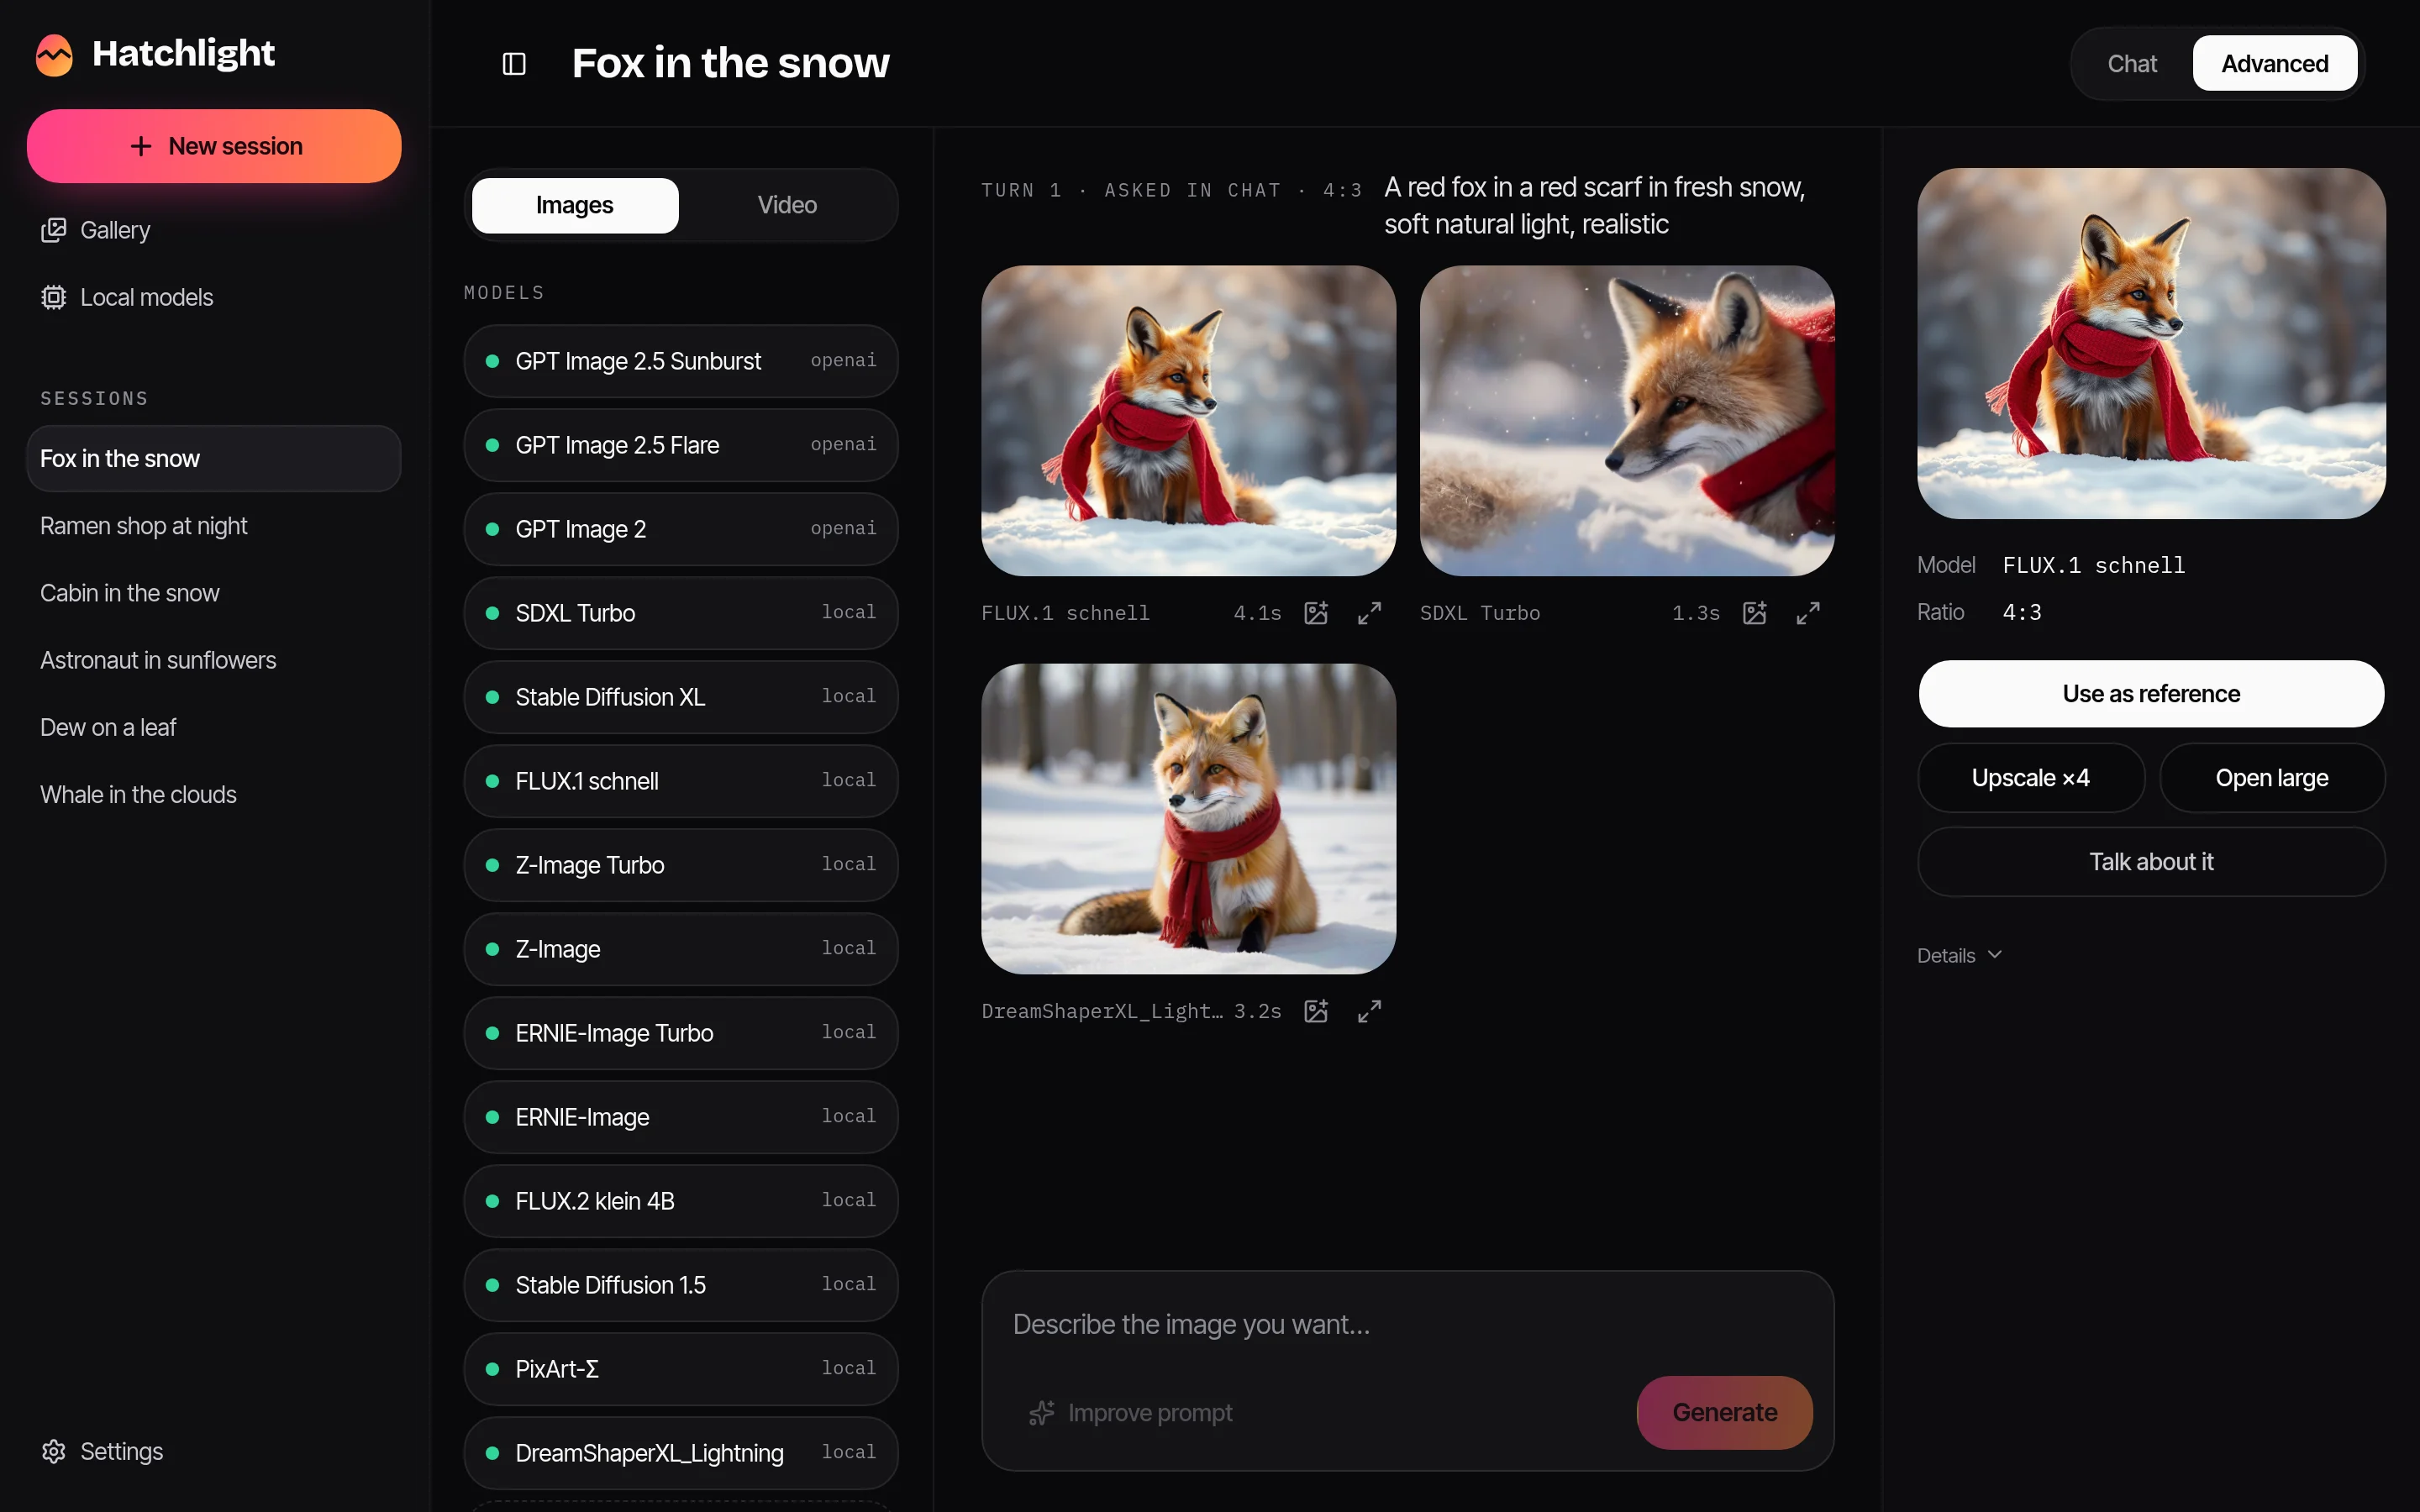 Hatchlight
New session
Gallery
Local models
SESSIONS
Fox in the snow
Ramen shop at night
Cabin in the snow
Astronaut in sunflowers
Dew on a leaf
Whale in the clouds
Settings
Fox in the snow
Chat
Advanced
Images
Video
MODELS
GPT Image 2.5 Sunburst openai
GPT Image 2.5 Flare openai
GPT Image 2 openai
SDXL Turbo local
Stable Diffusion XL local
FLUX.1 schnell local
Z-Image Turbo local
Z-Image local
ERNIE-Image Turbo local
ERNIE-Image local
FLUX.2 klein 4B local
Stable Diffusion 1.5 local
PixArt-Σ local
DreamShaperXL_Lightning local
TURN 1 · ASKED IN CHAT · 4:3 A red fox in a red scarf in fresh snow,
soft natural light, realistic
FLUX.1 schnell 4.1s
SDXL Turbo 1.3s
DreamShaperXL_Light… 3.2s
Describe the image you want...
Improve prompt
Generate
Model FLUX.1 schnell
Ratio 4:3
Use as reference
Upscale ×4
Open large
Talk about it
Details